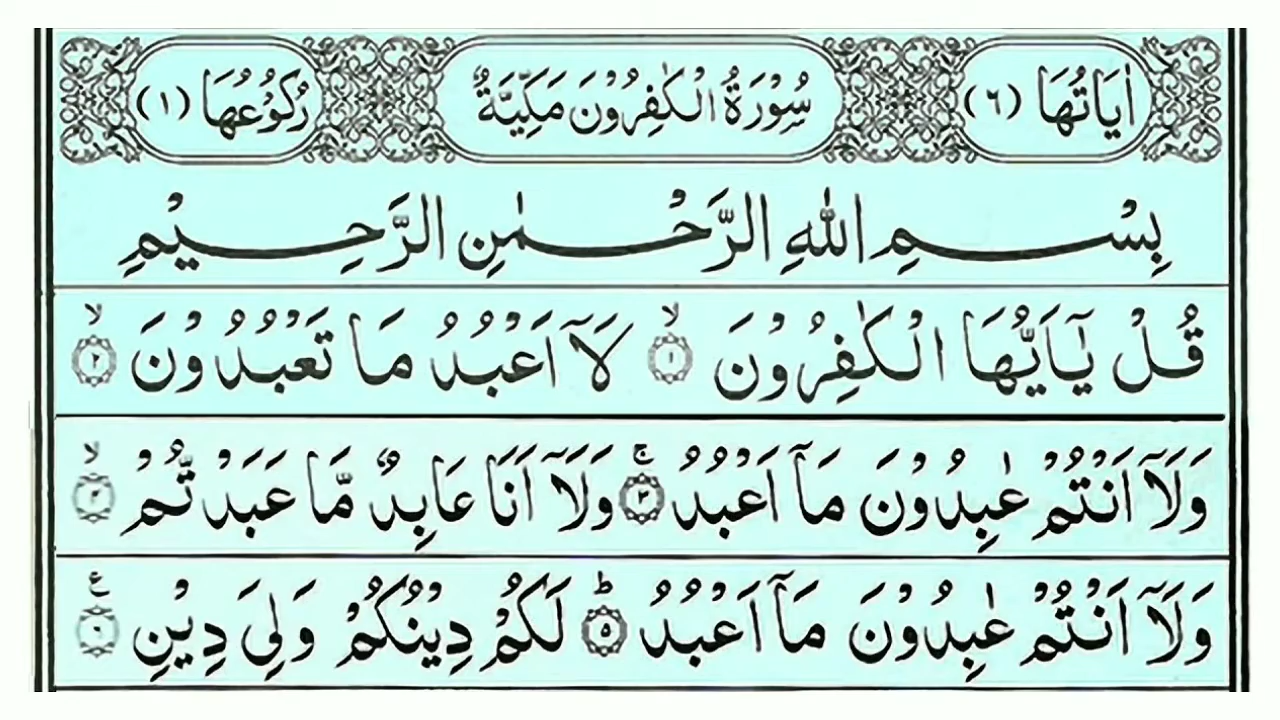 اٰيَاتُهَا (٦) سُوْرَةُ الْكٰفِرُوْنَ مَكِّيَّةٌ رُكُوْعُهَا (١)
بِسْمِ اللّٰهِ الرَّحْمٰنِ الرَّحِيْمِ
قُلْ يٰٓاَيُّهَا الْكٰفِرُوْنَ ۙ﴿١﴾ لَآ اَعْبُدُ مَا تَعْبُدُوْنَ ۙ﴿٢﴾
وَلَآ اَنْتُمْ عٰبِدُوْنَ مَآ اَعْبُدُ ۚ﴿٣﴾ وَلَآ اَنَا عَابِدٌ مَّا عَبَدْتُّمْ ۙ﴿٤﴾
وَلَآ اَنْتُمْ عٰبِدُوْنَ مَآ اَعْبُدُ ؕ﴿٥﴾ لَكُمْ دِيْنُكُمْ وَلِىَ دِيْنِ ﴿٦﴾ ع